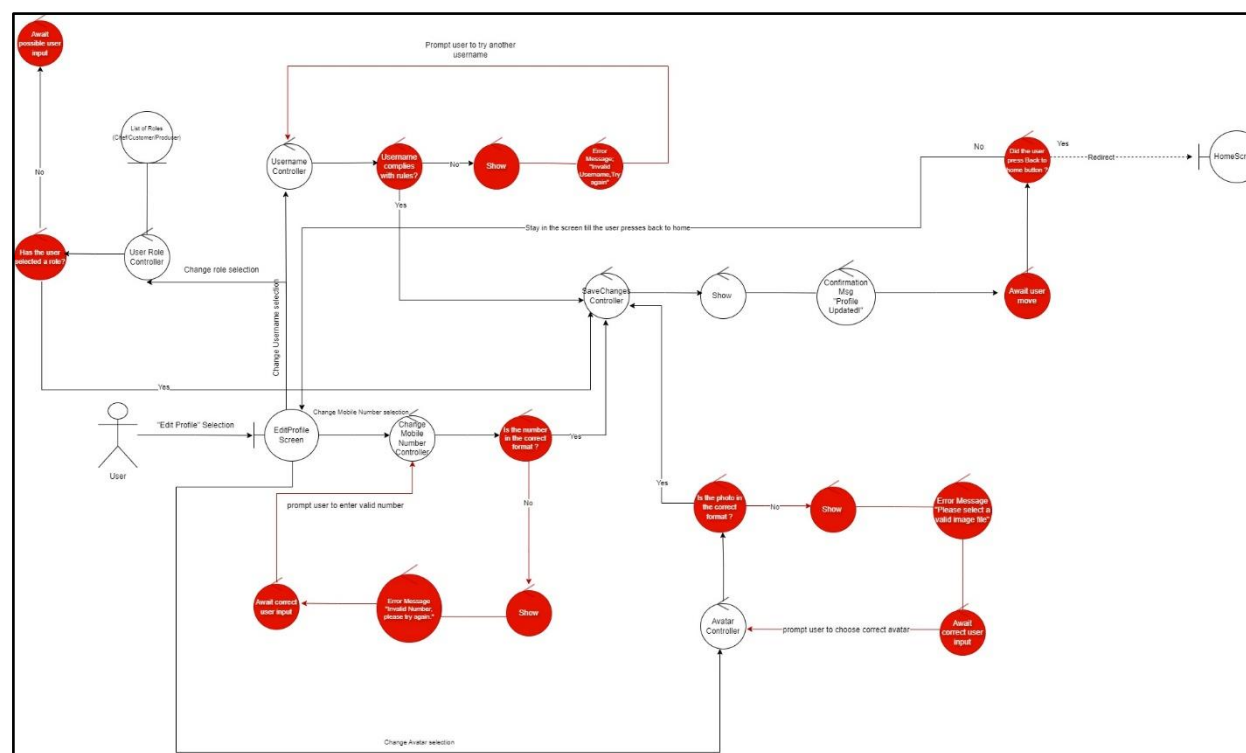 Await
possible user
input
Prompt user to try another
username
List of Roles
(Chef/Customer/Produser)
Username
Controller
Username
complies
with rules?
No
Show
Error
Message;
"Invalid
Username,Try
again"
No
Did the user
press Back to
home button ?
Yes
Redirect
HomeScr
No
Yes
Stay in the screen till the user presses back to home
Has the user
selected a role?
User Role
Controller
Change role selection
SaveChanges
Controller
Show
Confirmation
Msg
"Profile
Updated!"
Await user
move
Change Username selection
Yes
"Edit Profile" Selection
User
EditProfile
Screen
Change Mobile Number selection
Change
Mobile
Number
Controller
Is the number
in the correct
format ?
Yes
Yes
Is the photo in
the correct
format ?
No
Show
Error Message
"Please select a
valid image file"
prompt user to enter valid number
No
Await correct
user input
Error Message
"Invalid Number,
please try again."
Show
Avatar
Controller
prompt user to choose correct avatar
Await
correct user
input
Change Avatar selection